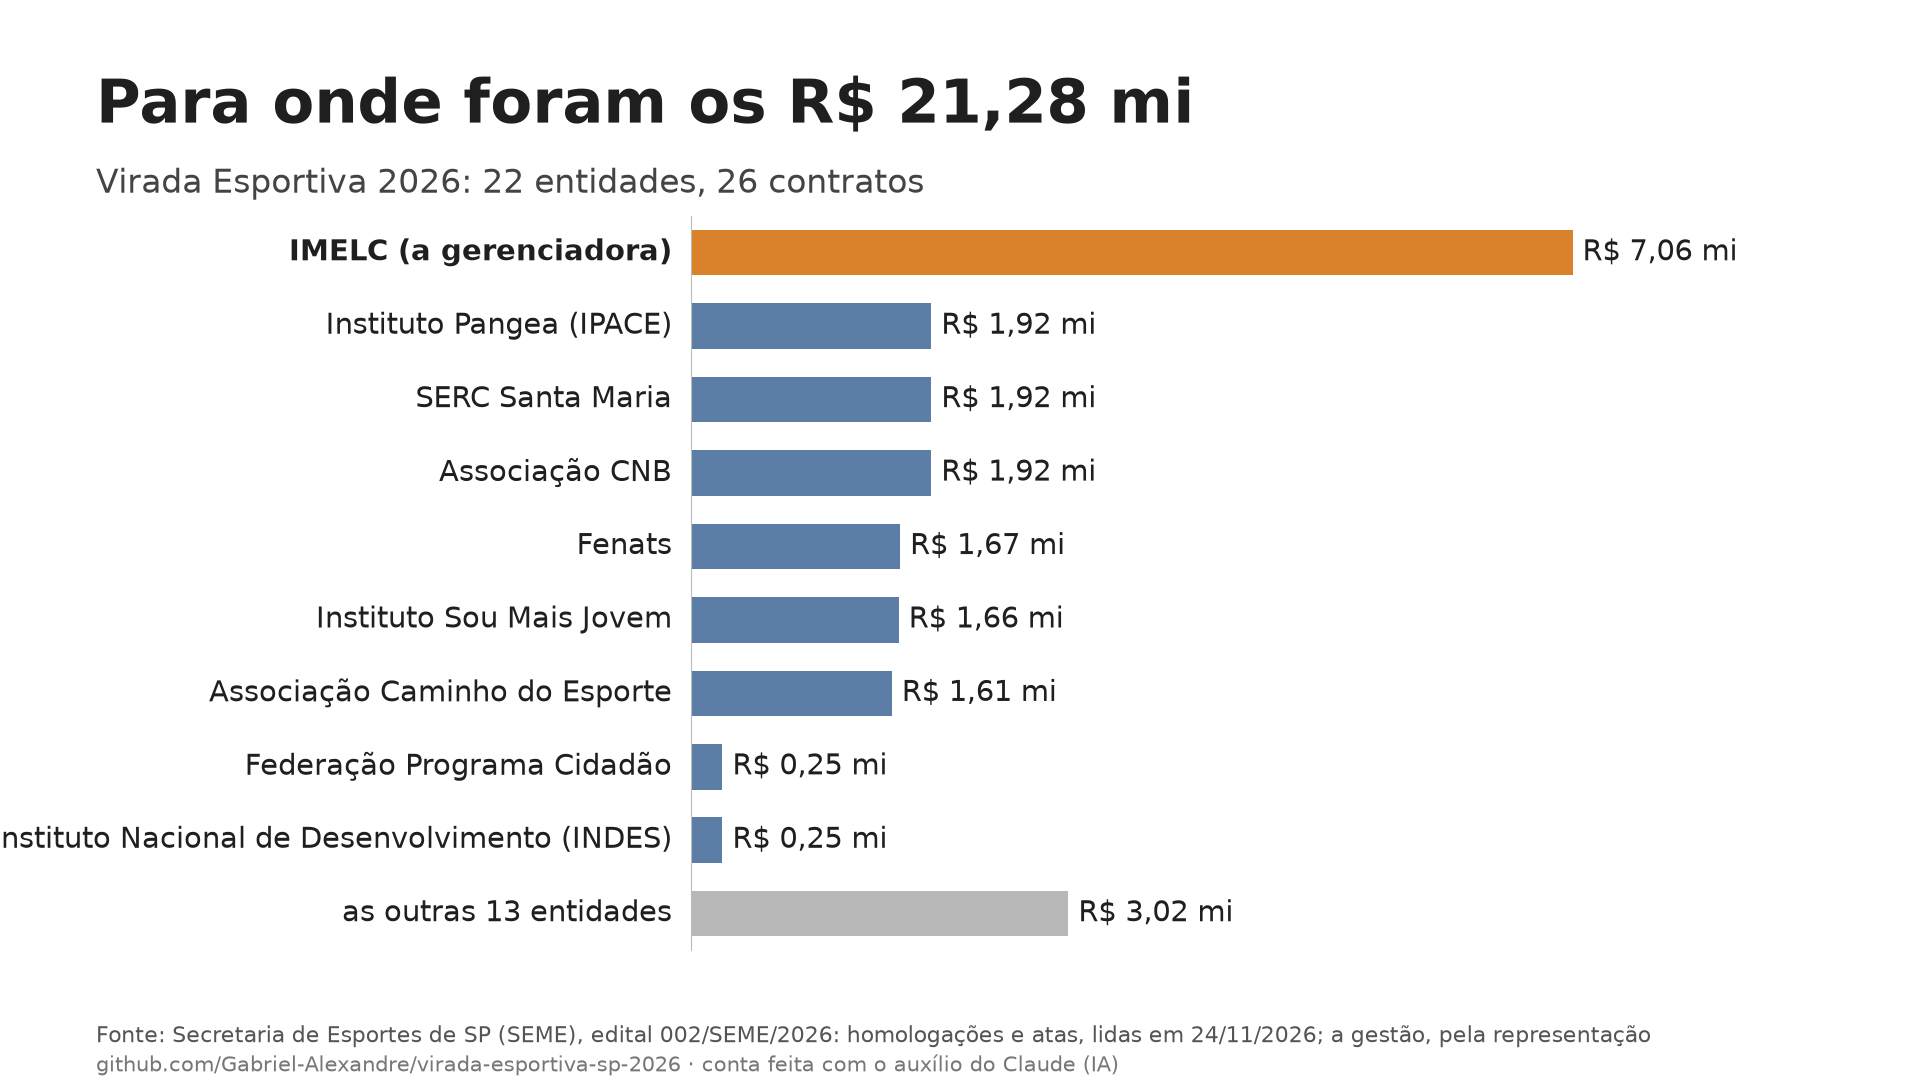 Para onde foram os R$ 21,28 mi
Virada Esportiva 2026: 22 entidades, 26 contratos
IMELC (a gerenciadora) R$ 7,06 mi
Instituto Pangea (IPACE) R$ 1,92 mi
SERC Santa Maria R$ 1,92 mi
Associação CNB R$ 1,92 mi
Fenats R$ 1,67 mi
Instituto Sou Mais Jovem R$ 1,66 mi
Associação Caminho do Esporte R$ 1,61 mi
Federação Programa Cidadão R$ 0,25 mi
nstituto Nacional de Desenvolvimento (INDES) R$ 0,25 mi
as outras 13 entidades R$ 3,02 mi
Fonte: Secretaria de Esportes de SP (SEME), edital 002/SEME/2026: homologações e atas, lidas em 24/11/2026; a gestão, pela representação
github.com/Gabriel-Alexandre/virada-esportiva-sp-2026 · conta feita com o auxílio do Claude (IA)